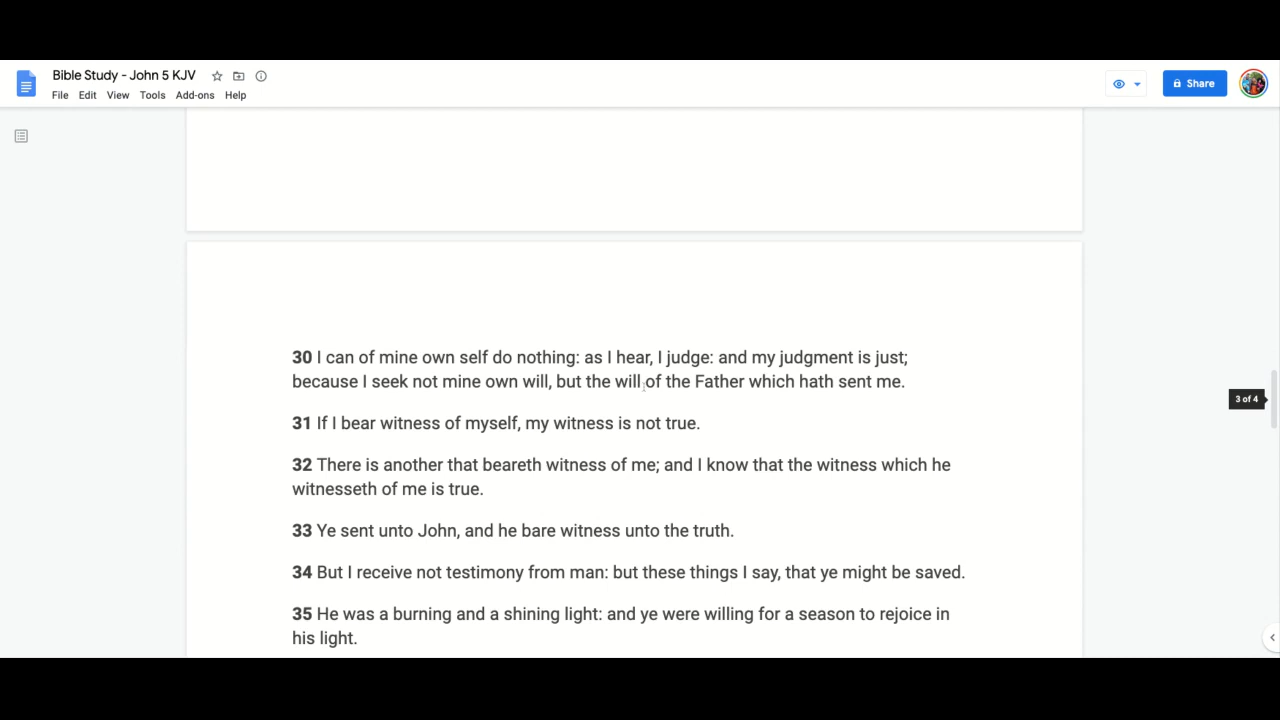 Bible Study - John 5 KJV
File Edit View Tools Add-ons Help
Share
30 I can of mine own self do nothing: as I hear, I judge: and my judgment is just;
because I seek not mine own will, but the will of the Father which hath sent me.
3 of 4
31 If I bear witness of myself, my witness is not true.
32 There is another that beareth witness of me; and I know that the witness which he
witnesseth of me is true.
33 Ye sent unto John, and he bare witness unto the truth.
34 But I receive not testimony from man: but these things I say, that ye might be saved.
35 He was a burning and a shining light: and ye were willing for a season to rejoice in
his light.